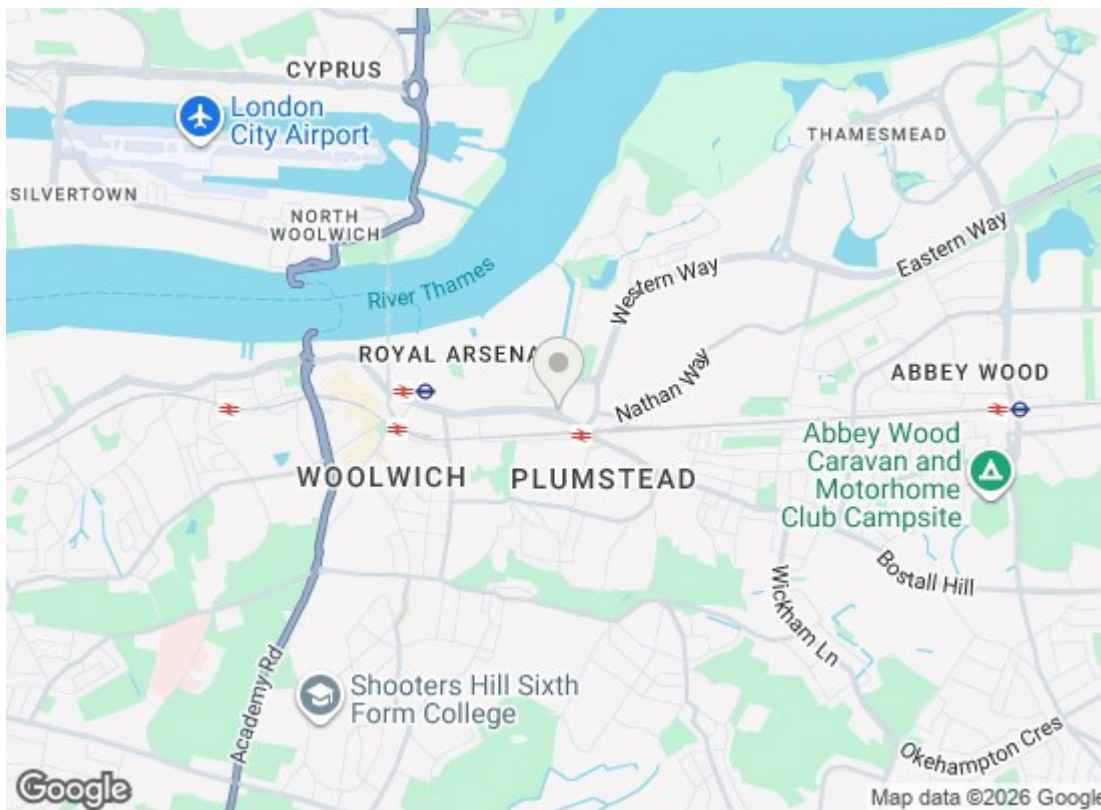 CYPRUS
London
City Airport
THAMESMEAD
SILVERTOWN
NORTH
WOOLWICH
Eastern Way
Western Way
River Thames
ROYAL ARSENA
Nathan Way
ABBEY WOOD
WOOLWICH
PLUMSTEAD
Abbey Wood
Caravan and
Motorhome
Club Campsite
Bostall Hill
Wickham Ln
Academy Rd
Shooters Hill Sixth
Form College
Okehampton Cres
Google
Map data ©2026 Google